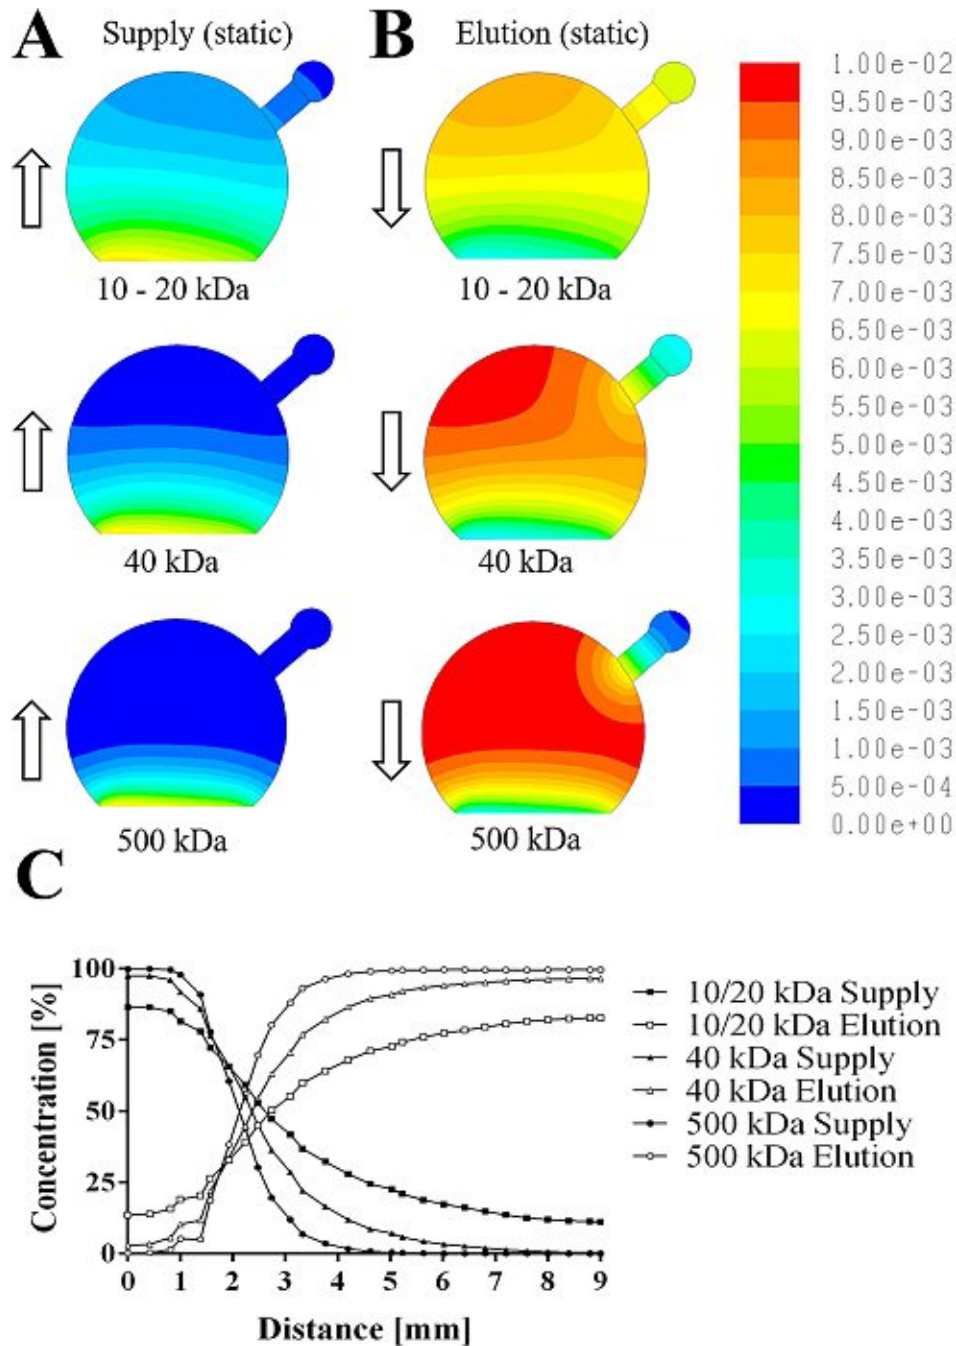 A Supply (static) B Elution (static)
10 - 20 kDa 10 - 20 kDa
40 kDa 40 kDa
500 kDa 500 kDa
1.00e-02
9.50e-03
9.00e-03
8.50e-03
8.00e-03
7.50e-03
7.00e-03
6.50e-03
6.00e-03
5.50e-03
5.00e-03
4.50e-03
4.00e-03
3.50e-03
3.00e-03
2.50e-03
2.00e-03
1.50e-03
1.00e-03
5.00e-04
0.00e+00
C
Concentration [%]
100
75
50
25
0
0 1 2 3 4 5 6 7 8 9
Distance [mm]
10/20 kDa Supply
10/20 kDa Elution
40 kDa Supply
40 kDa Elution
500 kDa Supply
500 kDa Elution